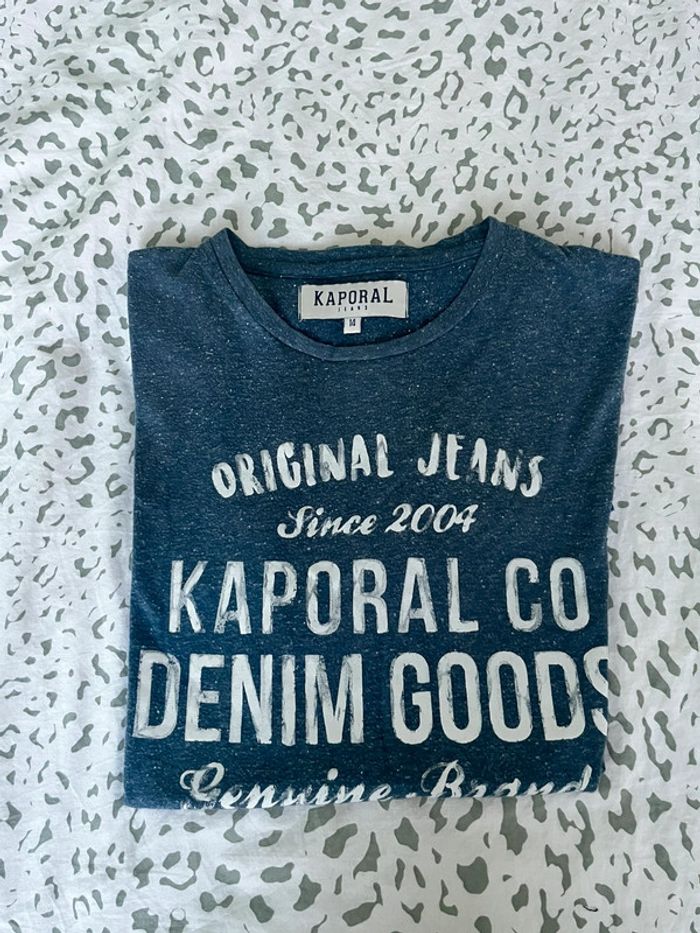 KAPORAL
JEANS
M
ORIGINAL JEANS
Since 2004
KAPORAL CO
DENIM GOODS
Genuine Brand